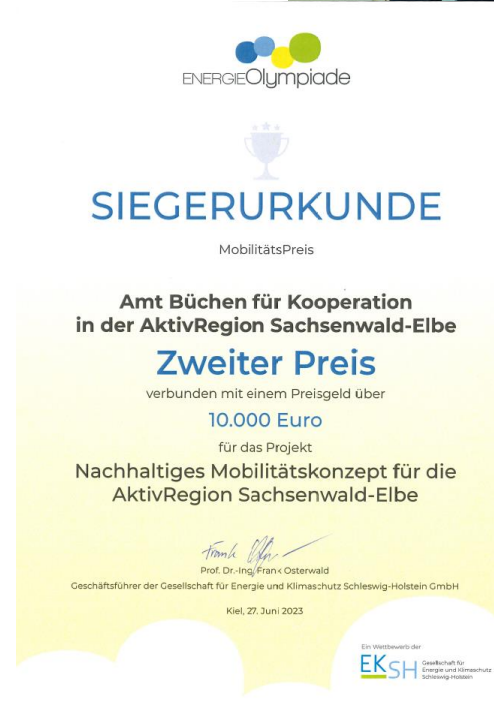 ENERGIEOlympiade
SIEGERURKUNDE
MobilitätsPreis
Amt Büchen für Kooperation
in der AktivRegion Sachsenwald-Elbe
Zweiter Preis
verbunden mit einem Preisgeld über
10.000 Euro
für das Projekt
Nachhaltiges Mobilitätskonzept für die
AktivRegion Sachsenwald-Elbe
Prof. Dr.-Ing. Frank Osterwald
Geschäftsführer der Gesellschaft für Energie und Klimaschutz Schleswig-Holstein GmbH
Kiel, 27. Juni 2023
Ein Wettbewerb der
EKSH
Gesellschaft für
Energie und Klimaschutz
Schleswig-Holstein